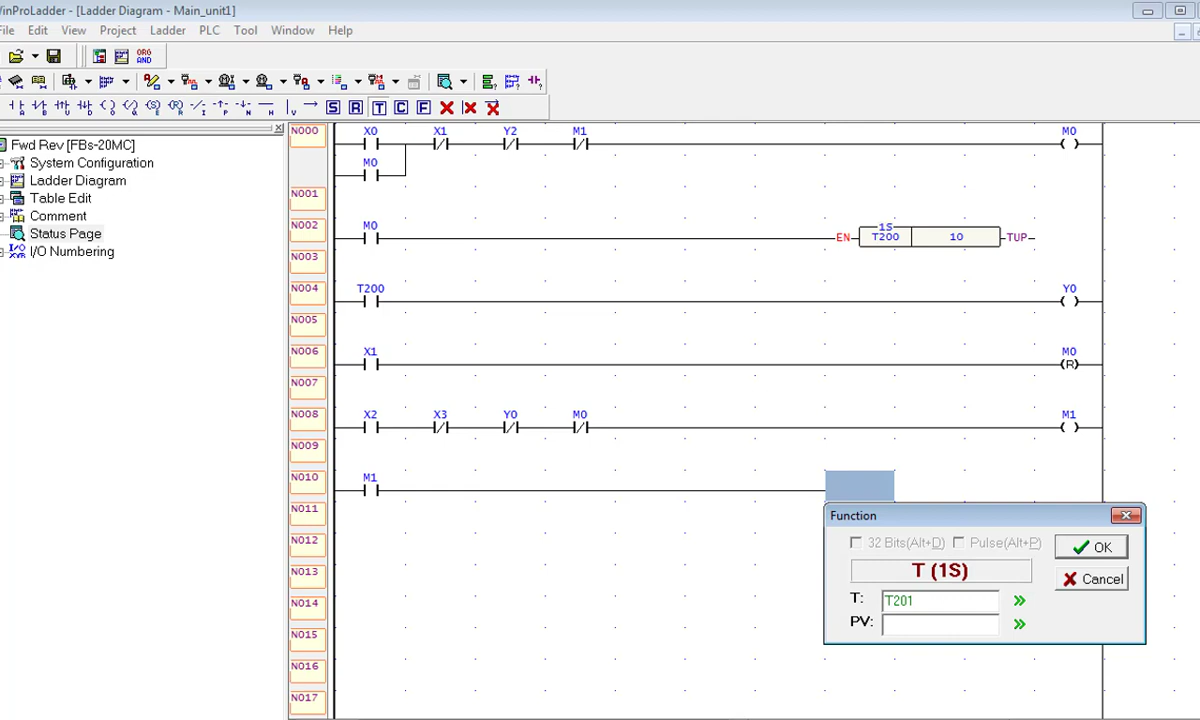 WinProLadder - [Ladder Diagram - Main_unit1]
File Edit View Project Ladder PLC Tool Window Help
ORG
AND
A B U D O Q E R I P N H V S R T C F
Fwd Rev [FBs-20MC]
System Configuration
Ladder Diagram
Table Edit
Comment
Status Page
I/O Numbering
N000 X0 X1 Y2 M1 M0
M0
N001
N002 M0 EN 1S T200 10 TUP
N003
N004 T200 Y0
N005
N006 X1 M0
(R)
N007
N008 X2 X3 Y0 M0 M1
N009
N010 M1
N011
N012
N013
N014
N015
N016
N017
Function
32 Bits(Alt+D) Pulse(Alt+P) OK
T (1S)
Cancel
T: T201
PV: